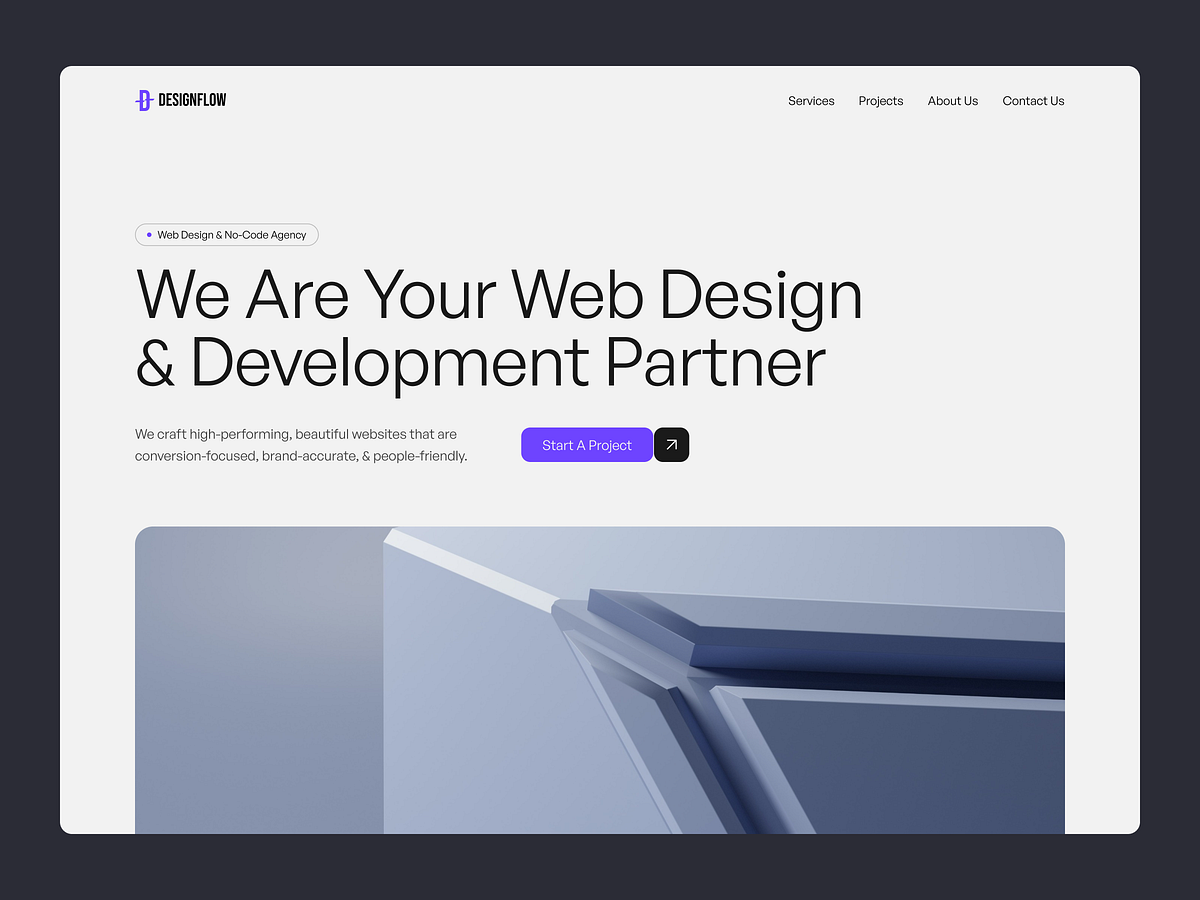 DESIGNFLOW
Services Projects About Us Contact Us
Web Design & No-Code Agency
We Are Your Web Design
& Development Partner
We craft high-performing, beautiful websites that are
conversion-focused, brand-accurate, & people-friendly.
Start A Project